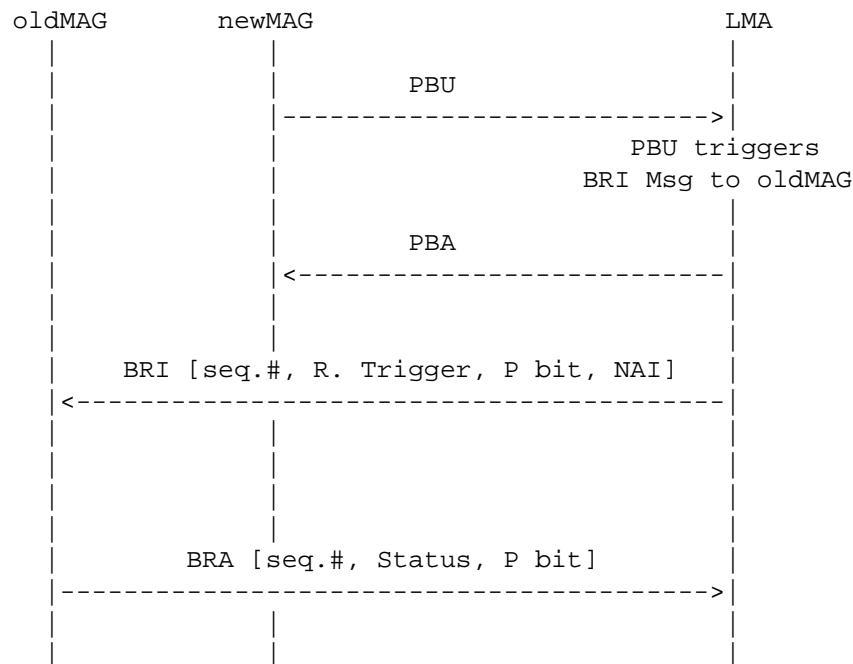 oldMAG newMAG LMA
PBU
PBU triggers
BRI Msg to oldMAG
PBA
BRI [seq.#, R. Trigger, P bit, NAI]
BRA [seq.#, Status, P bit]